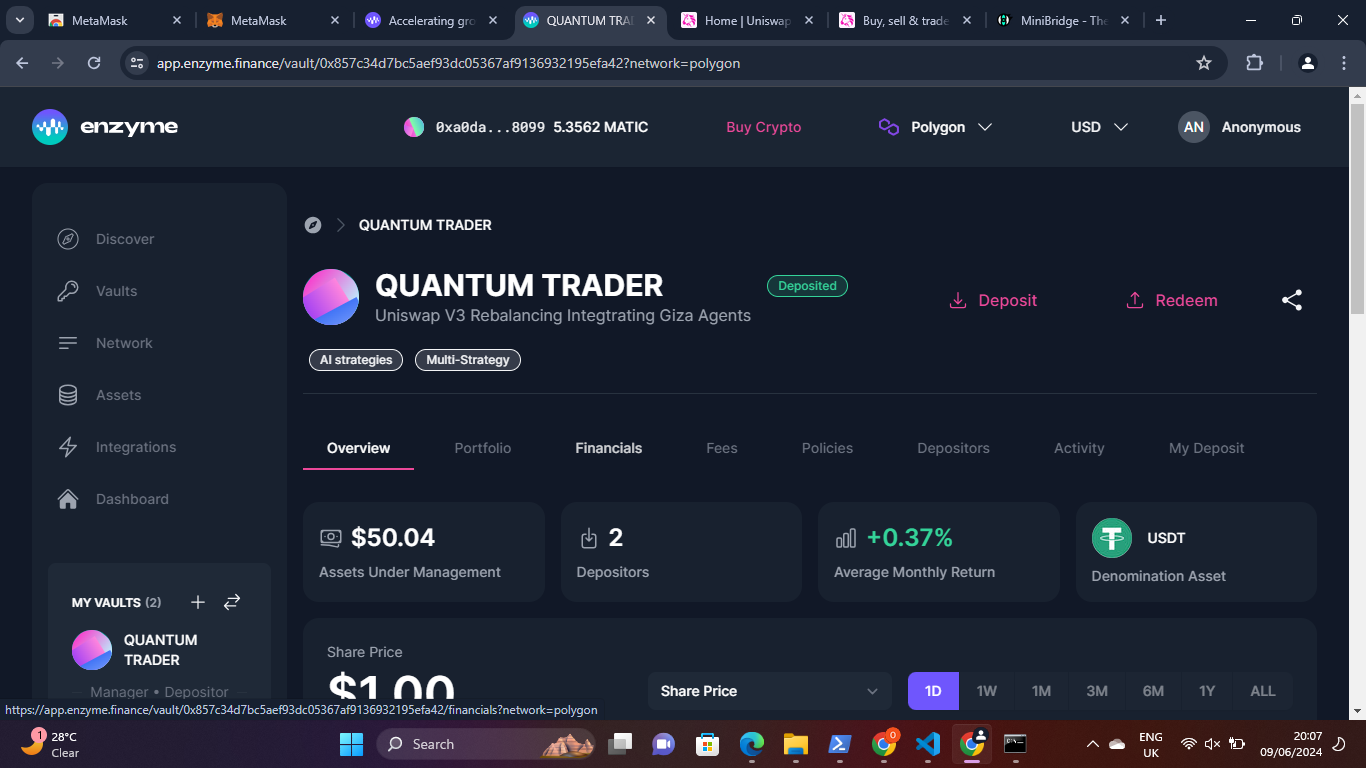 MetaMask
MetaMask
Accelerating gro
QUANTUM TRAD
Home | Uniswap
Buy, sell & trade
MiniBridge - The
app.enzyme.finance/vault/0x857c34d7bc5aef93dc05367af9136932195efa42?network=polygon
enzyme
0xa0da...8099 5.3562 MATIC
Buy Crypto
Polygon
USD
AN
Anonymous
Discover
Vaults
Network
Assets
Integrations
Dashboard
MY VAULTS (2)
QUANTUM
TRADER
Manager • Depositor
QUANTUM TRADER
QUANTUM TRADER
Deposited
Uniswap V3 Rebalancing Integtrating Giza Agents
Deposit
Redeem
AI strategies
Multi-Strategy
Overview
Portfolio
Financials
Fees
Policies
Depositors
Activity
My Deposit
$50.04
Assets Under Management
2
Depositors
+0.37%
Average Monthly Return
USDT
Denomination Asset
Share Price
$1.00
Share Price
1D
1W
1M
3M
6M
1Y
ALL
https://app.enzyme.finance/vault/0x857c34d7bc5aef93dc05367af9136932195efa42/financials?network=polygon
1
28°C
Clear
Search
0
ENG
UK
20:07
09/06/2024